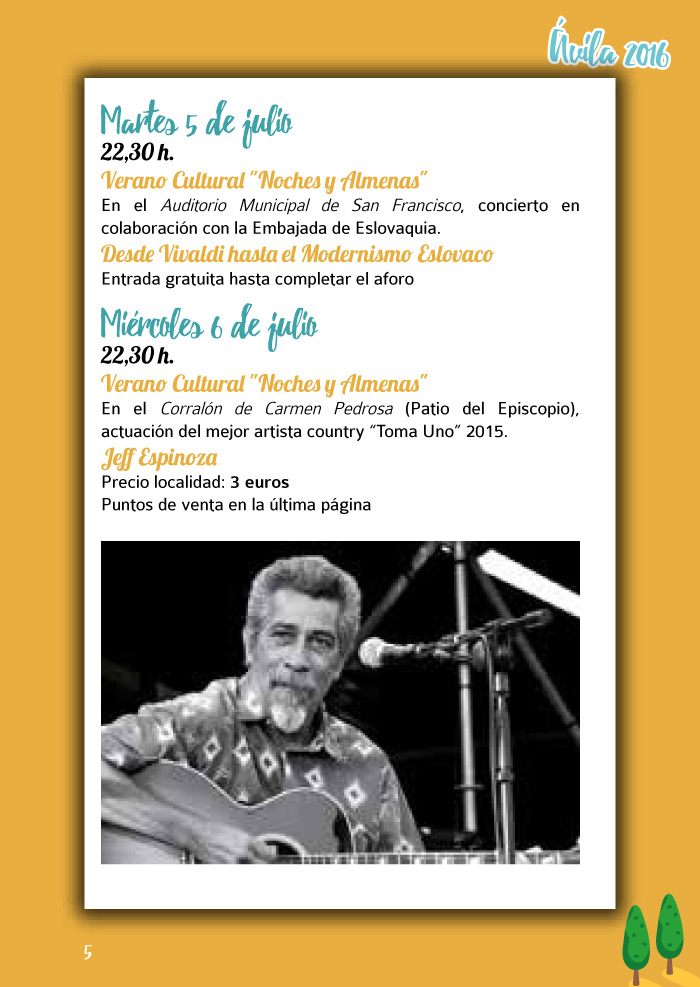 Ávila 2016
Martes 5 de julio
22,30 h.
Verano Cultural "Noches y Almenas"
En el Auditorio Municipal de San Francisco, concierto en
colaboración con la Embajada de Eslovaquia.
Desde Vivaldi hasta el Modernismo Eslovaco
Entrada gratuita hasta completar el aforo
Miércoles 6 de julio
22,30 h.
Verano Cultural "Noches y Almenas"
En el Corralón de Carmen Pedrosa (Patio del Episcopio),
actuación del mejor artista country “Toma Uno” 2015.
Jeff Espinoza
Precio localidad: 3 euros
Puntos de venta en la última página
5